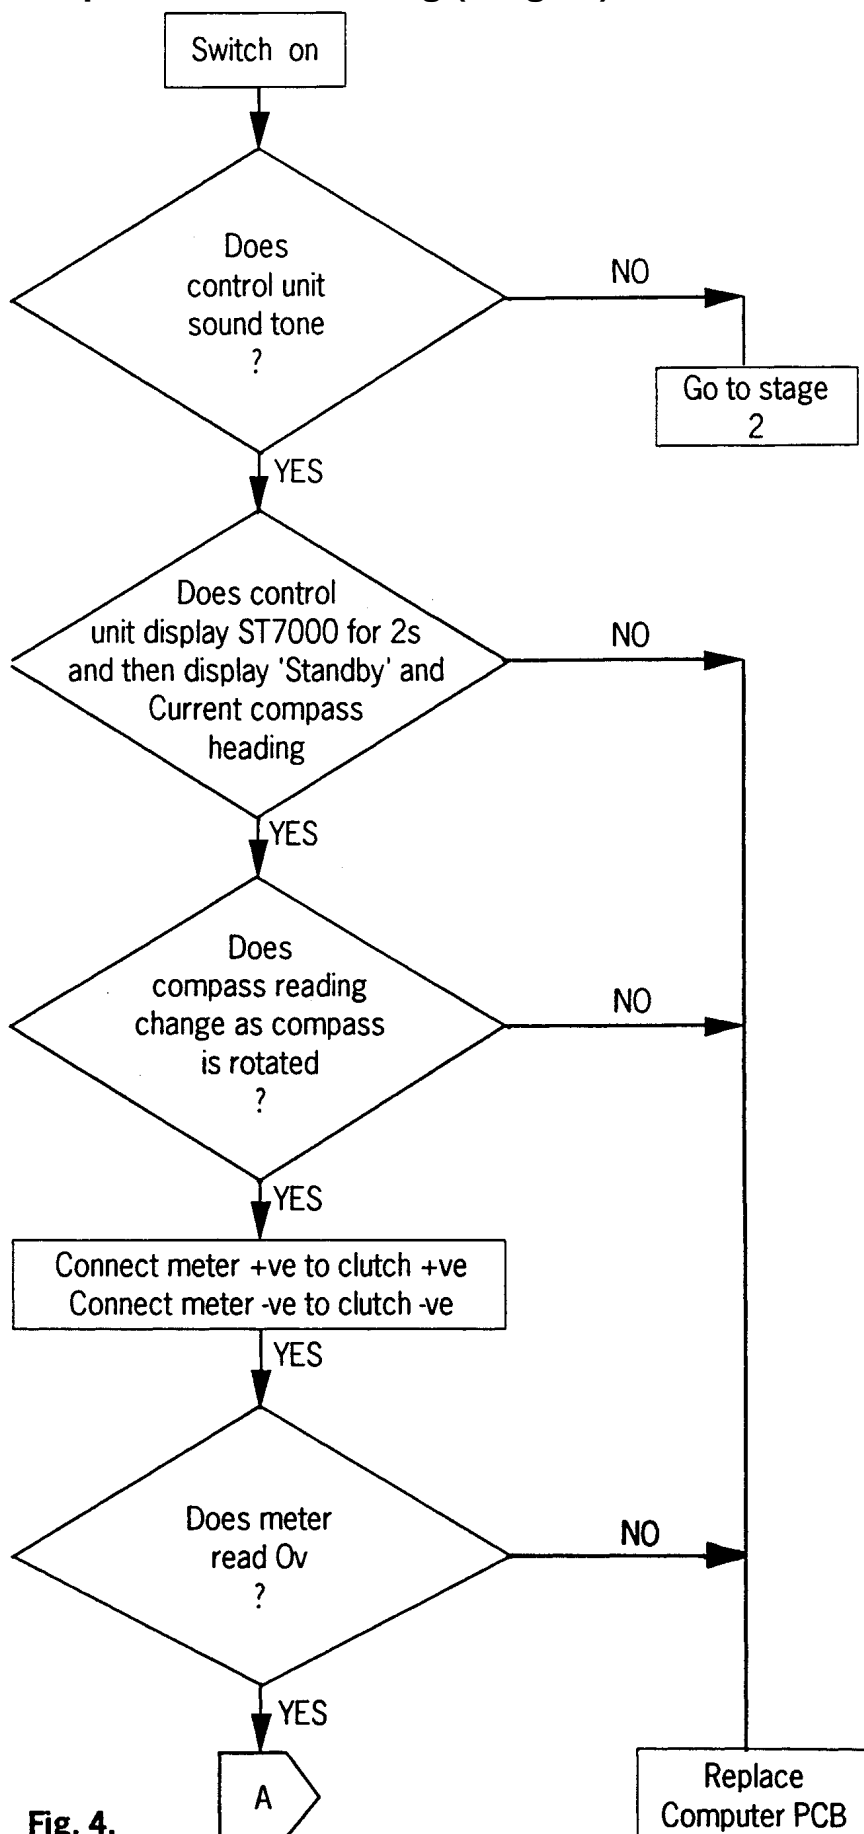 Switch on
Does
control unit
sound tone
?
NO
Go to stage
2
YES
Does control
unit display ST7000 for 2s
and then display 'Standby' and
Current compass
heading
NO
YES
Does
compass reading
change as compass
is rotated
?
NO
YES
Connect meter +ve to clutch +ve
Connect meter -ve to clutch -ve
YES
Does meter
read Ov
?
NO
YES
A
Replace
Computer PCB
Fig. 4.